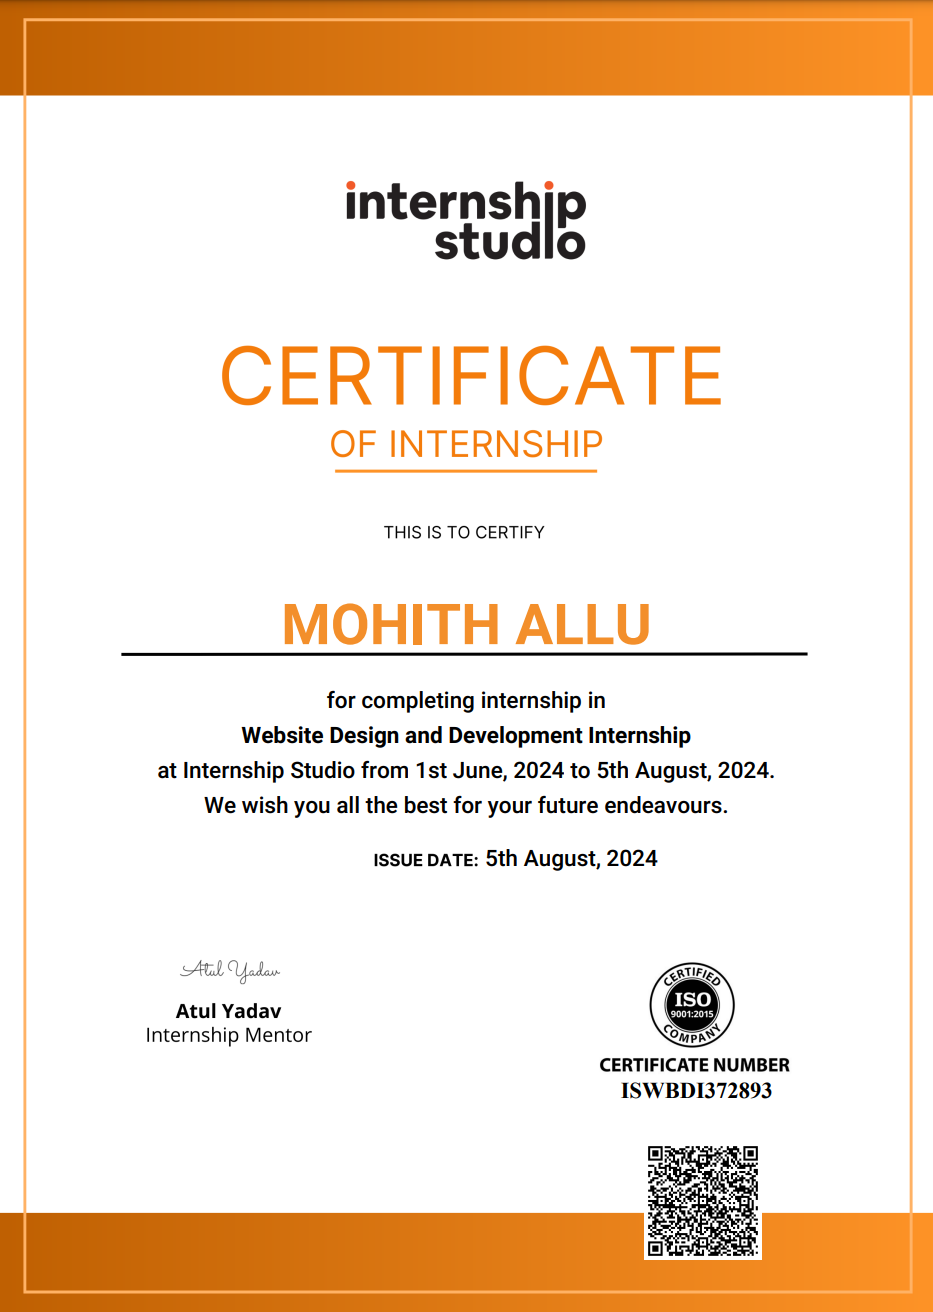 internship
studio
CERTIFICATE
OF INTERNSHIP
THIS IS TO CERTIFY
MOHITH ALLU
for completing internship in
Website Design and Development Internship
at Internship Studio from 1st June, 2024 to 5th August, 2024.
We wish you all the best for your future endeavours.
ISSUE DATE: 5th August, 2024
Atul Yadav
Atul Yadav
Internship Mentor
CERTIFIED
ISO
9001:2015
COMPANY
CERTIFICATE NUMBER
ISWBDI372893